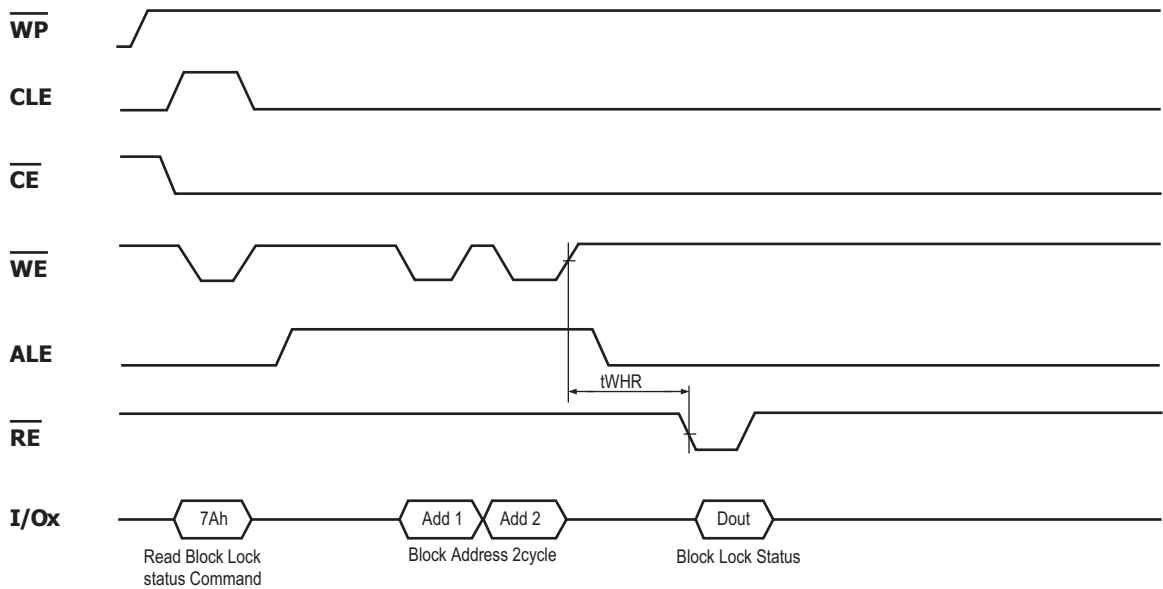 WP
CLE
CE
WE
ALE
tWHR
RE
I/Ox
7Ah
Add 1
Add 2
Dout
Read Block Lock
status Command
Block Address 2cycle
Block Lock Status